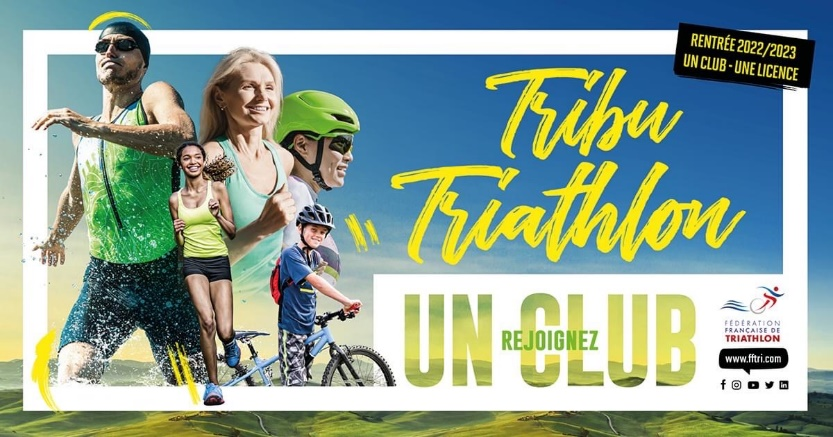 RENTRÉE 2022/2023
UN CLUB - UNE LICENCE
Tribu
Triathlon
REJOIGNEZ
UN CLUB
FÉDÉRATION
FRANÇAISE DE
TRIATHLON
www.fftri.com